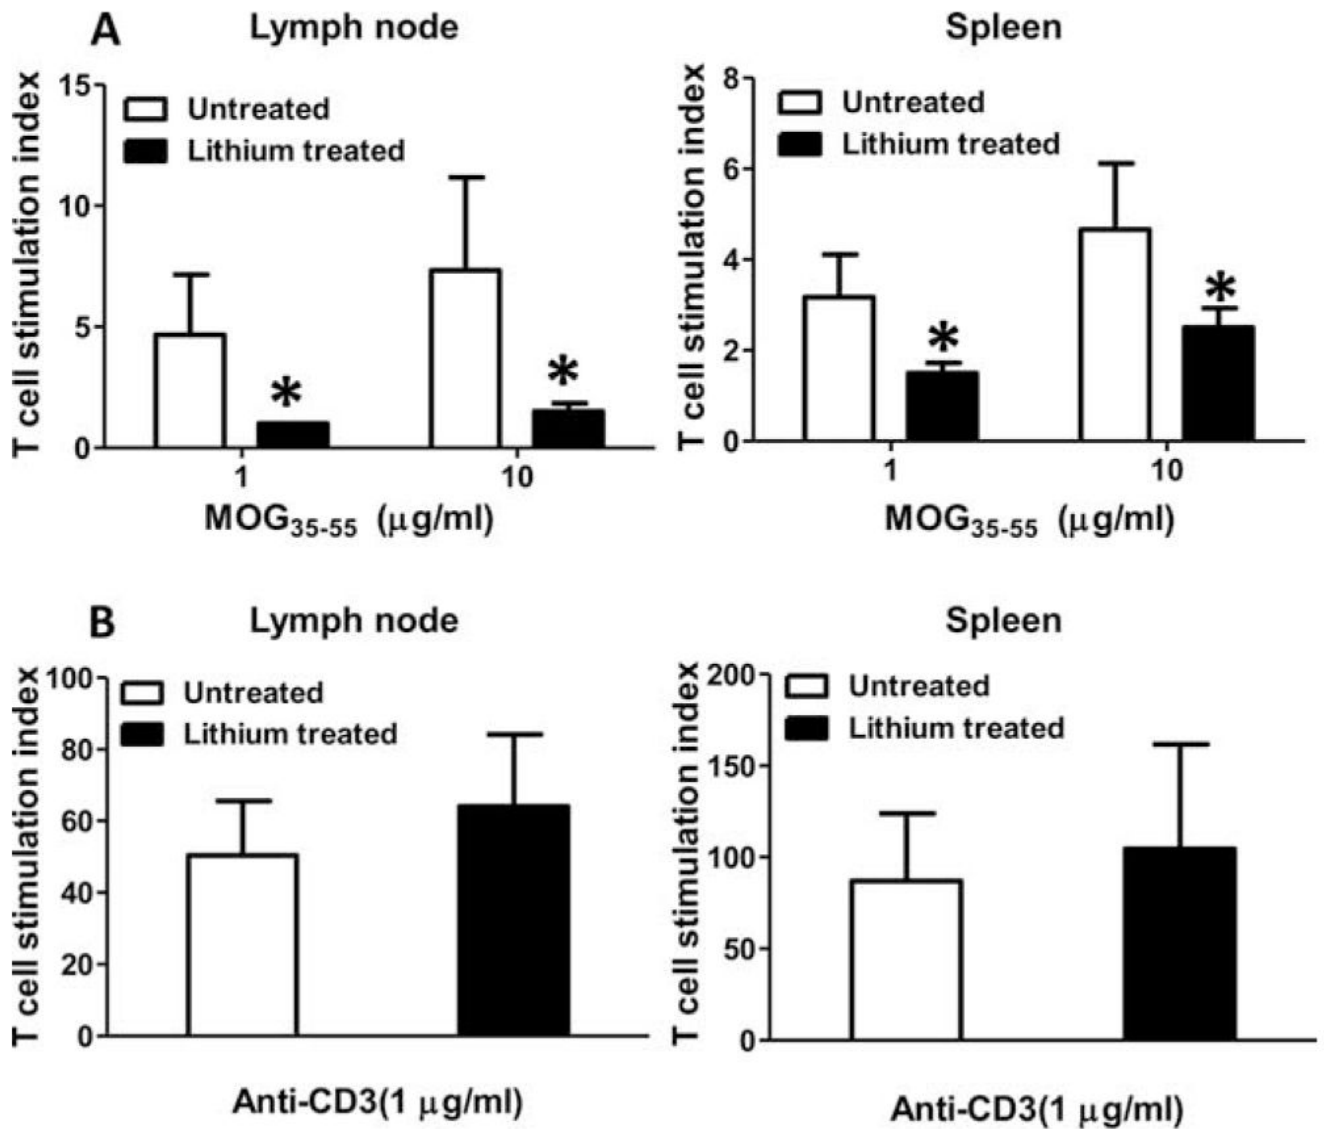 A
Lymph node
T cell stimulation index
15
10
5
0
Untreated
Lithium treated
*
*
1
10
MOG35-55 (μg/ml)
Spleen
T cell stimulation index
8
6
4
2
0
Untreated
Lithium treated
*
*
1
10
MOG35-55 (μg/ml)
B
Lymph node
T cell stimulation index
100
80
60
40
20
0
Untreated
Lithium treated
Anti-CD3(1 μg/ml)
Spleen
T cell stimulation index
200
150
100
50
0
Untreated
Lithium treated
Anti-CD3(1 μg/ml)